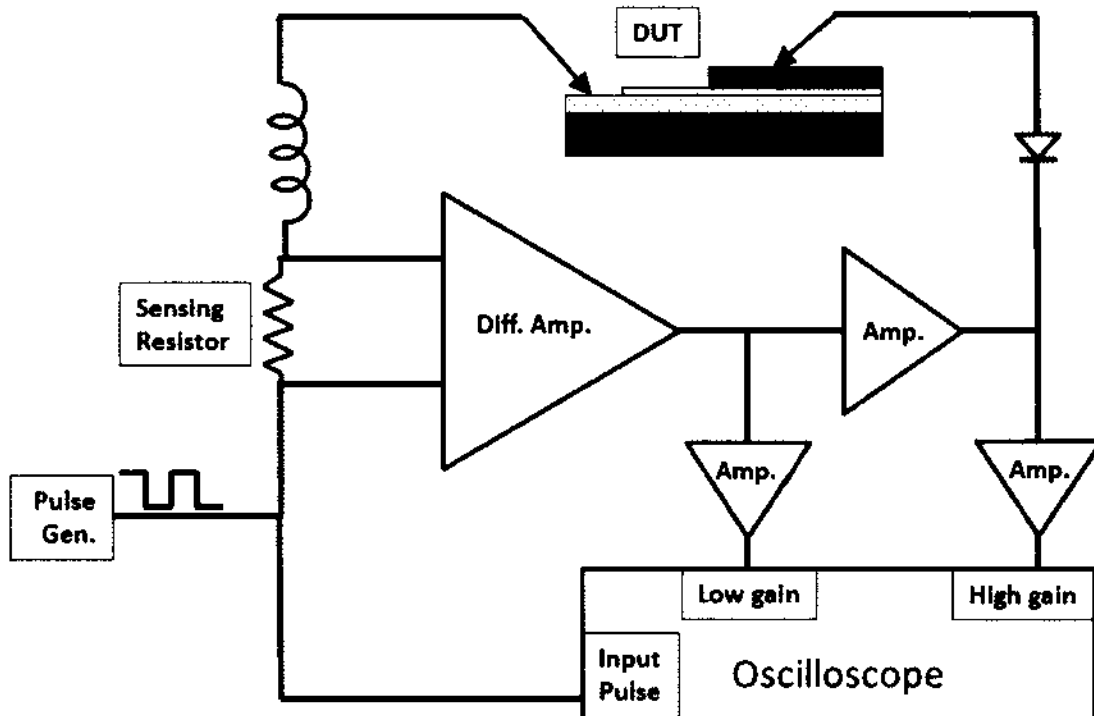 DUT
Sensing
Resistor
Diff. Amp.
Amp.
Amp.
Amp.
Pulse
Gen.
Low gain
High gain
Input
Pulse
Oscilloscope